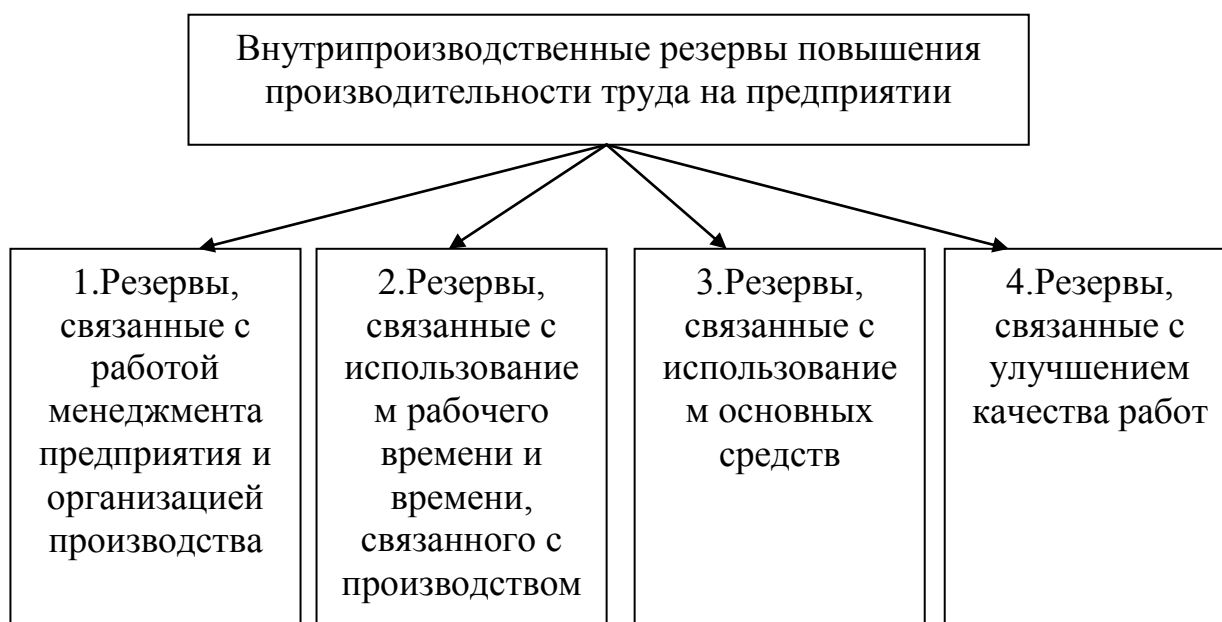 Внутрипроизводственные резервы повышения
производительности труда на предприятии
1.Резервы,
связанные с
работой
менеджмента
предприятия и
организацией
производства
2.Резервы,
связанные с
использование
м рабочего
времени и
времени,
связанного с
производством
3.Резервы,
связанные с
использование
м основных
средств
4.Резервы,
связанные с
улучшением
качества работ